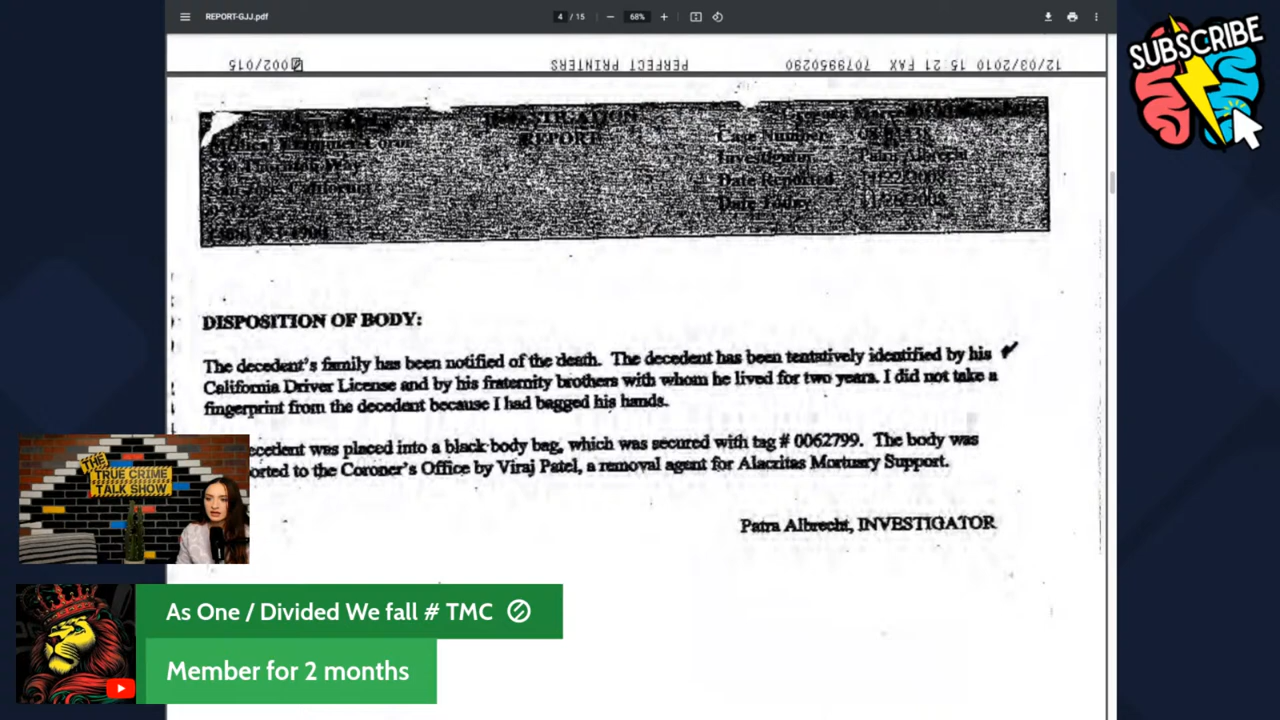 REPORT-GJJ.pdf
4 / 15
68%
SUBSCRIBE
002/015
PERFECT PRINTERS
12/03/2010 15 21 FAX 7079950290
REPORT
Case Number:
Investigator
Date Reported
Date Today
DISPOSITION OF BODY:
The decedent's family has been notified of the death. The decedent has been tentatively identified by his
California Driver License and by his fraternity brothers with whom he lived for two years. I did not take a
fingerprint from the decedent because I had bagged his hands.
ecedent was placed into a black body bag, which was secured with tag # 0062799. The body was
orted to the Coroner's Office by Viraj Patel, a removal agent for Alacritas Mortuary Support.
Patra Albrecht, INVESTIGATOR
THE
TRUE CRIME
TALK SHOW
As One / Divided We fall # TMC
Member for 2 months